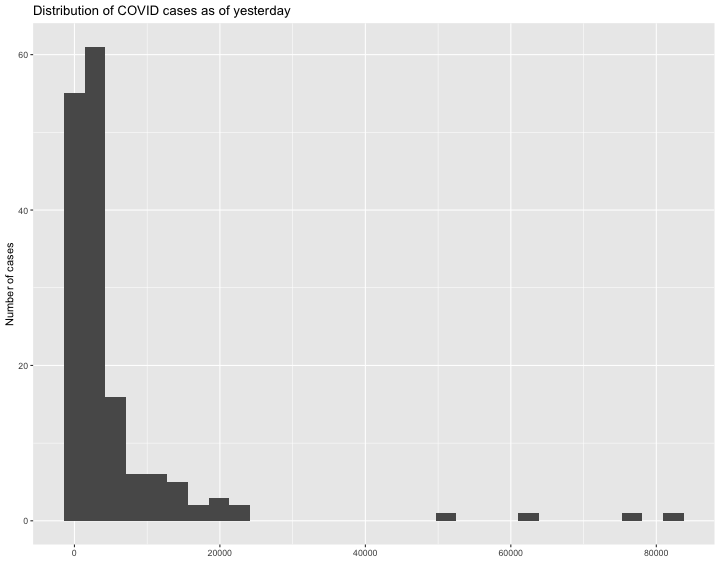 Distribution of COVID cases as of yesterday
Number of cases
60
40
20
0
0 20000 40000 60000 80000